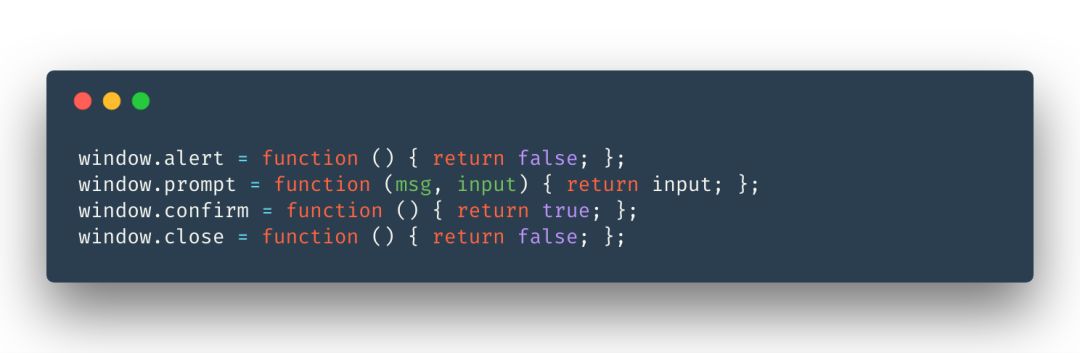 window.alert = function () { return false; };
window.prompt = function (msg, input) { return input; };
window.confirm = function () { return true; };
window.close = function () { return false; };